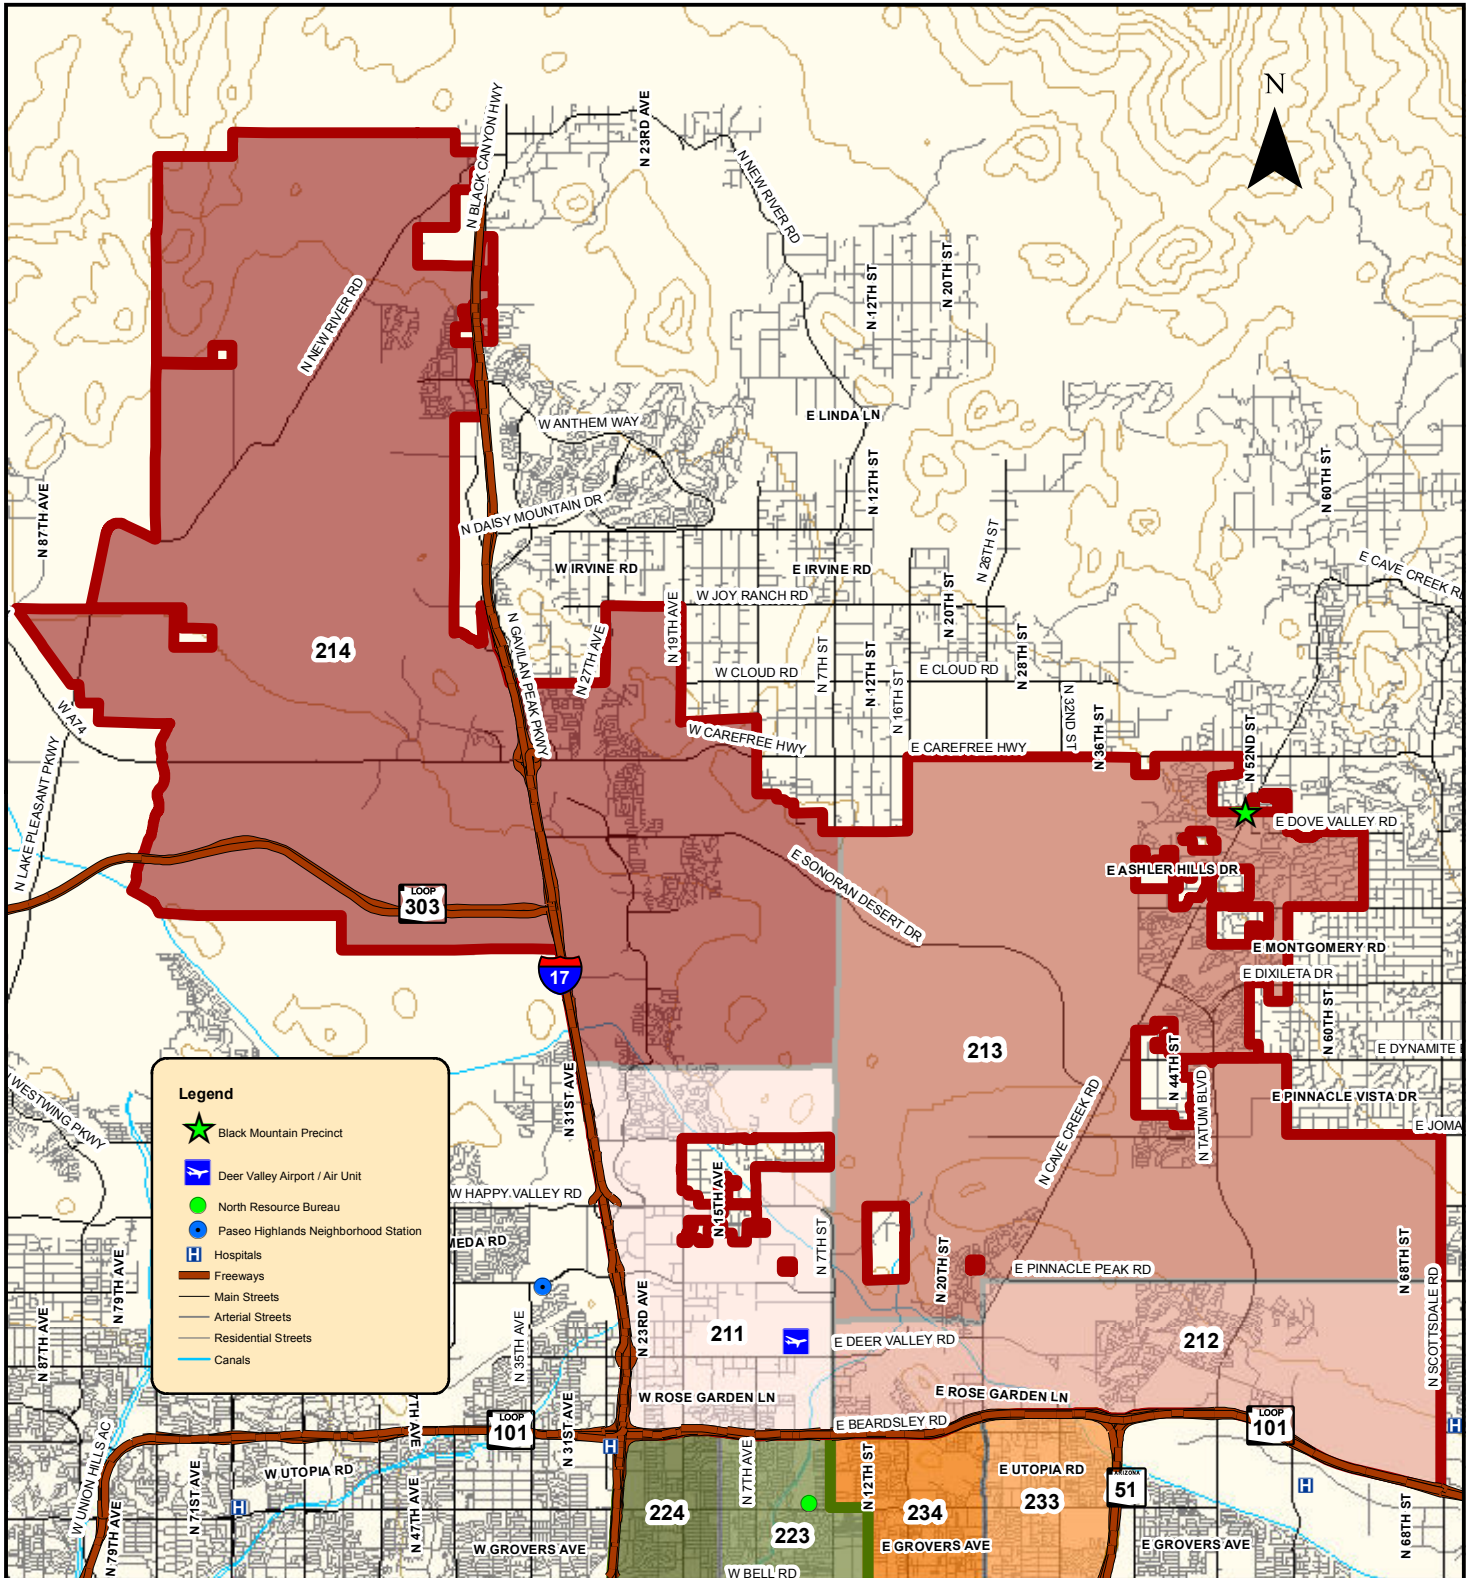 N
N BLACK CANYON HWY
N 23RD AVE
N NEW RIVER RD
N 12TH ST
N 20TH ST
N NEW RIVER RD
E LINDA LN
W ANTHEM WAY
N 12TH ST
N 60TH ST
N 87TH AVE
N DAISY MOUNTAIN DR
N 26TH ST
W IRVINE RD
E IRVINE RD
E CAVE CREEK R
W JOY RANCH RD
N 20TH ST
N 19TH AVE
N 27TH AVE
N GAVILAN PEAK PKWY
N 7TH ST
N 12TH ST
N 28TH ST
214
W CLOUD RD
E CLOUD RD
N 16TH ST
N 32ND ST
N 36TH ST
N 52ND ST
W A74
W CAREFREE HWY
E CAREFREE HWY
N LAKE PLEASANT PKWY
E DOVE VALLEY RD
E ASHLER HILLS DR
E SONORAN DESERT DR
LOOP
303
E MONTGOMERY RD
17
E DIXILETA DR
N 60TH ST
213
E DYNAMITE
N 44TH ST
N 31ST AVE
N CAVE CREEK RD
N TATUM BLVD
E PINNACLE VISTA DR
E JOMA
WESTWING PKWY
Legend
Black Mountain Precinct
Deer Valley Airport / Air Unit
North Resource Bureau
Paseo Highlands Neighborhood Station
H Hospitals
Freeways
Main Streets
Arterial Streets
Residential Streets
Canals
W HAPPY VALLEY RD
N 15TH AVE
N 7TH ST
MEDA RD
N 20TH ST
E PINNACLE PEAK RD
N 68TH ST
N SCOTTSDALE RD
N 79TH AVE
N 87TH AVE
N 23RD AVE
N 35TH AVE
211
E DEER VALLEY RD
212
W ROSE GARDEN LN
E ROSE GARDEN LN
E BEARDSLEY RD
7TH AVE
LOOP
101
N 31ST AVE
LOOP
101
H
H
W UNION HILLS AC
W UTOPIA RD
N 7TH AVE
N 12TH ST
E UTOPIA RD
ARIZONA
51
H
H
N 79TH AVE
N 71ST AVE
N 47TH AVE
224
223
234
233
N 68TH ST
W GROVERS AVE
E GROVERS AVE
E GROVERS AVE
W BELL RD